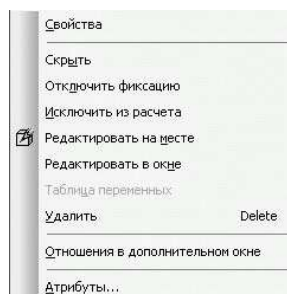 Свойства
Скрыть
Отключить фиксацию
Исключить из расчета
Редактировать на месте
Редактировать в окне
Таблица переменных
Удалить Delete
Отношения в дополнительном окне
Атрибуты...